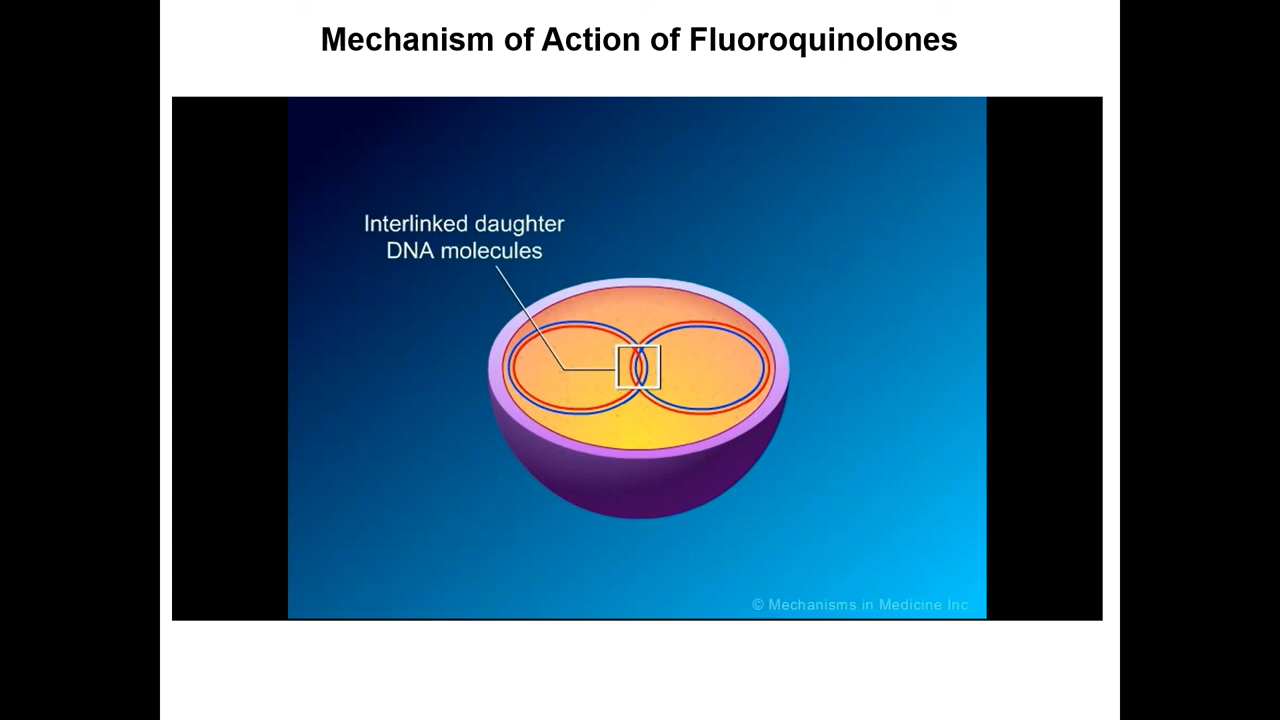 Mechanism of Action of Fluoroquinolones
Interlinked daughter
DNA molecules
© Mechanisms in Medicine Inc